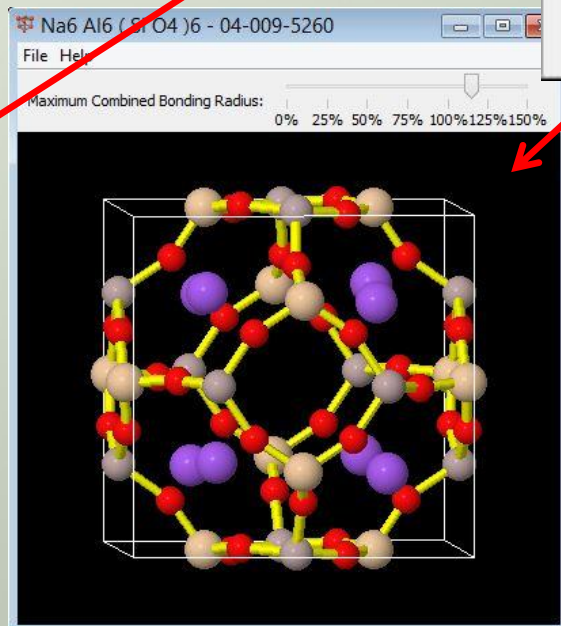 Na6 Al6 ( Si O4 )6 - 04-009-5260
File Help
Maximum Combined Bonding Radius:
0% 25% 50% 75% 100%125%150%